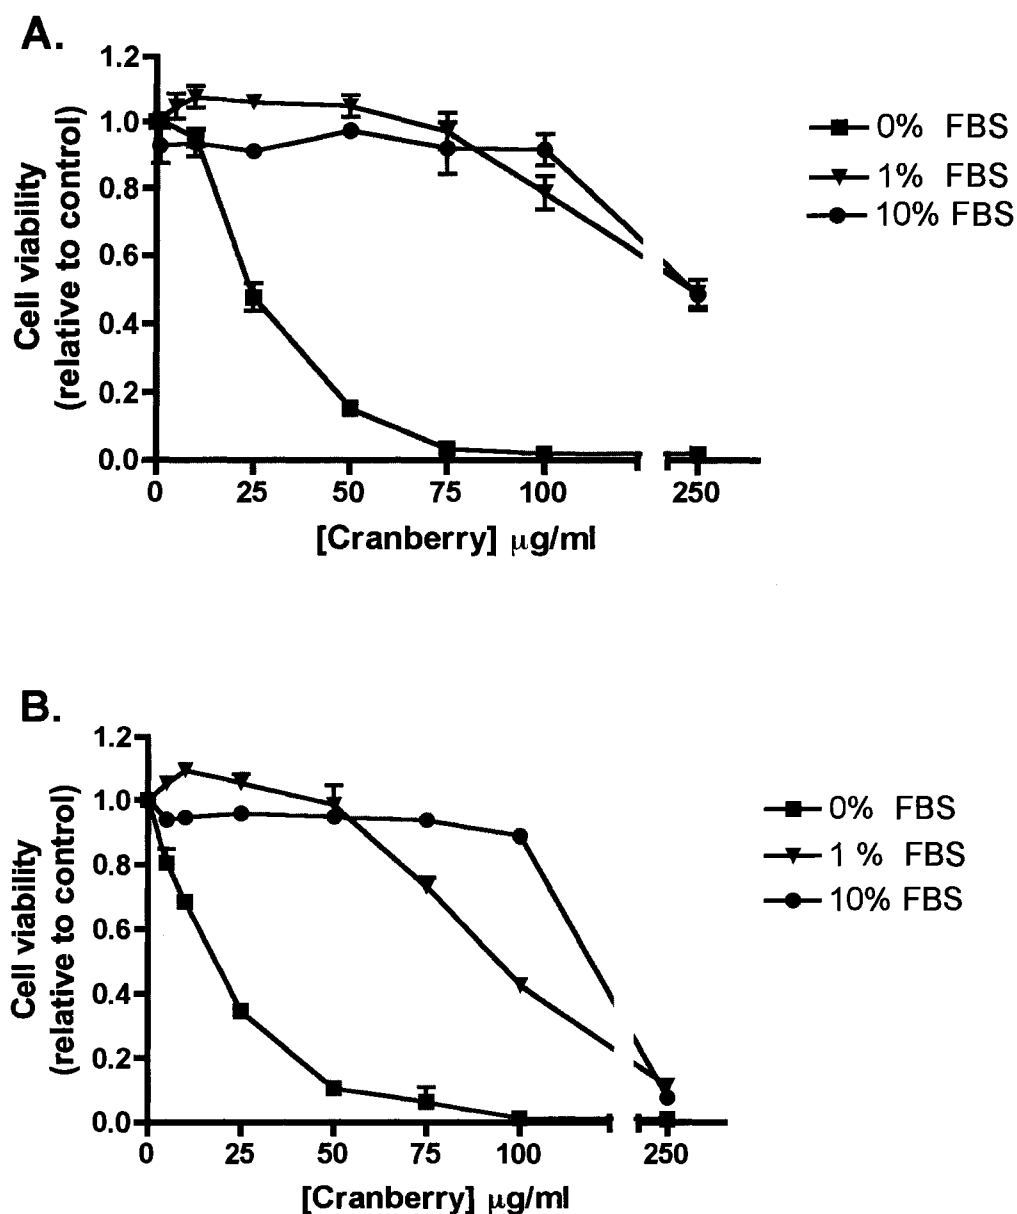 A.
1.2
1.0
0.8
0.6
0.4
0.2
0.0
Cell viability
(relative to control)
0 25 50 75 100 250
[Cranberry] μg/ml
0% FBS
1% FBS
10% FBS
B.
1.2
1.0
0.8
0.6
0.4
0.2
0.0
Cell viability
(relative to control)
0 25 50 75 100 250
[Cranberry] μg/ml
0% FBS
1 % FBS
10% FBS